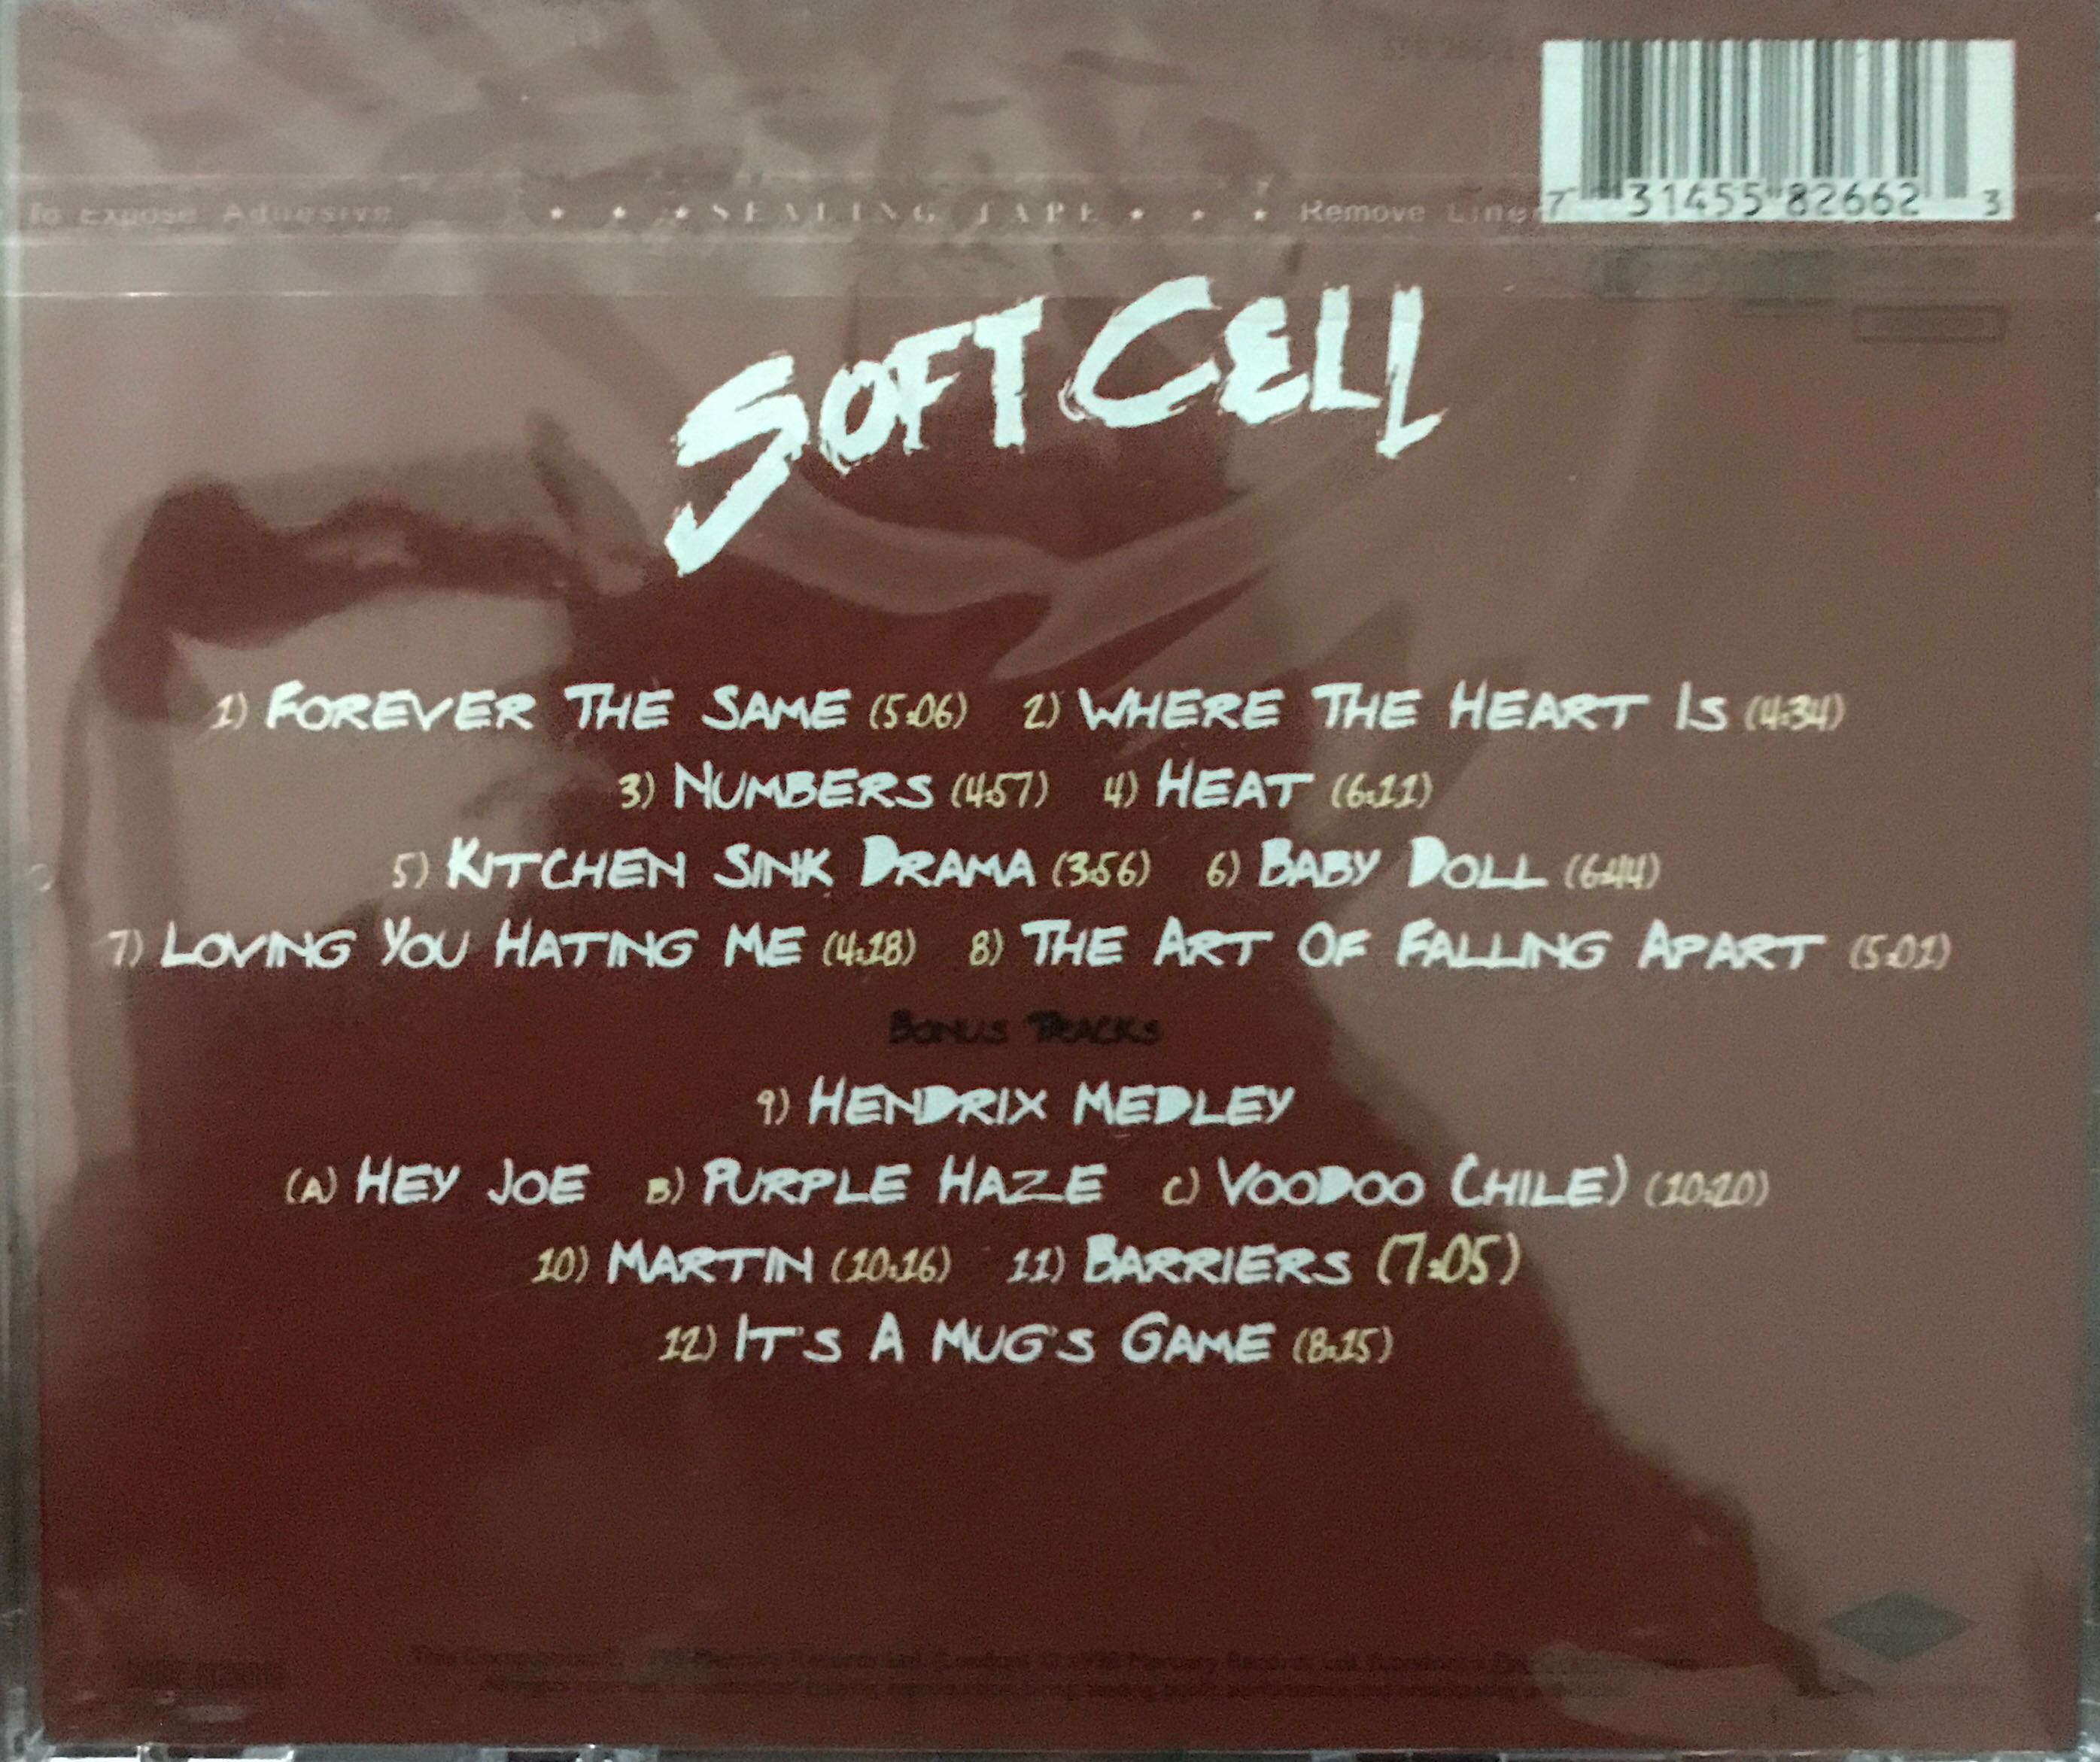 7 31455 82662 3
To Expose Adhesive * * * SEALING TAPE * * * Remove Liner
SOFT CELL
1) FOREVER THE SAME (5:06) 2) WHERE THE HEART IS (4:34)
3) NUMBERS (4:57) 4) HEAT (6:11)
5) KITCHEN SINK DRAMA (3:56) 6) BABY DOLL (6:44)
7) LOVING YOU HATING ME (4:18) 8) THE ART OF FALLING APART (5:01)
BONUS TRACKS
9) HENDRIX MEDLEY
(A) HEY JOE B) PURPLE HAZE C) VOODOO CHILE) (10:20)
10) MARTIN (10:16) 11) BARRIERS (7:05)
12) IT'S A MUG'S GAME (8:15)